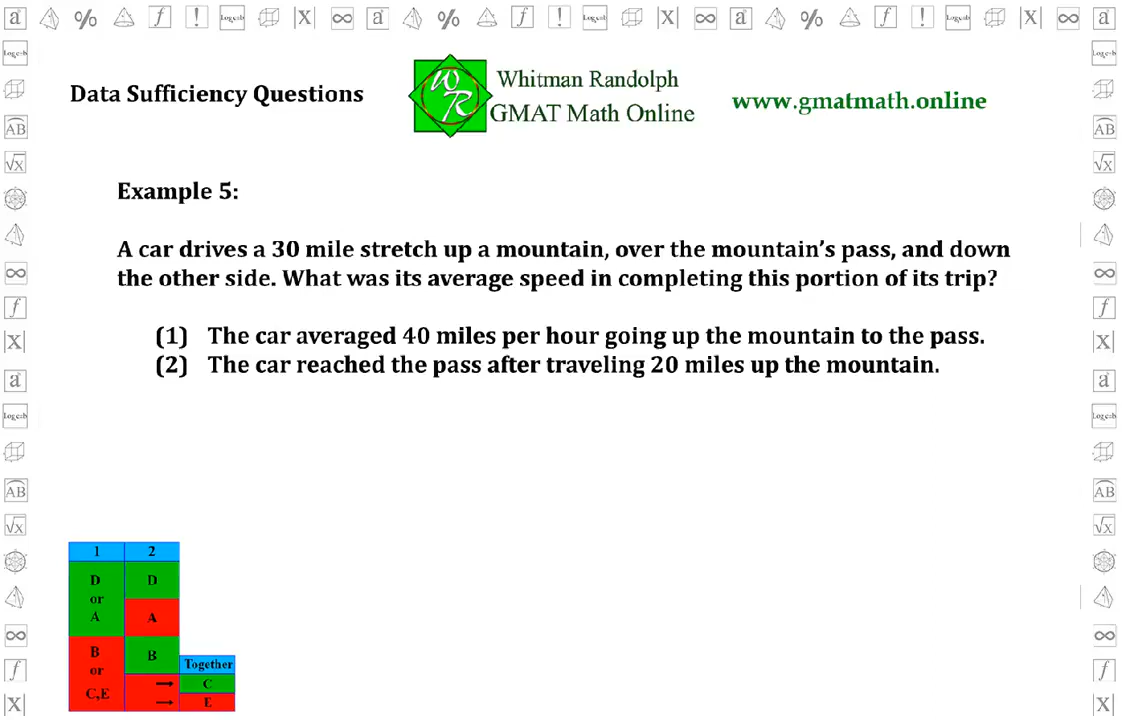 Data Sufficiency Questions
WR
Whitman Randolph
GMAT Math Online
www.gmatmath.online
Example 5:
A car drives a 30 mile stretch up a mountain, over the mountain's pass, and down
the other side. What was its average speed in completing this portion of its trip?
(1) The car averaged 40 miles per hour going up the mountain to the pass.
(2) The car reached the pass after traveling 20 miles up the mountain.
1 2
D
or
A
D
A
B
or
C,E
B
Together
→ C
→ E